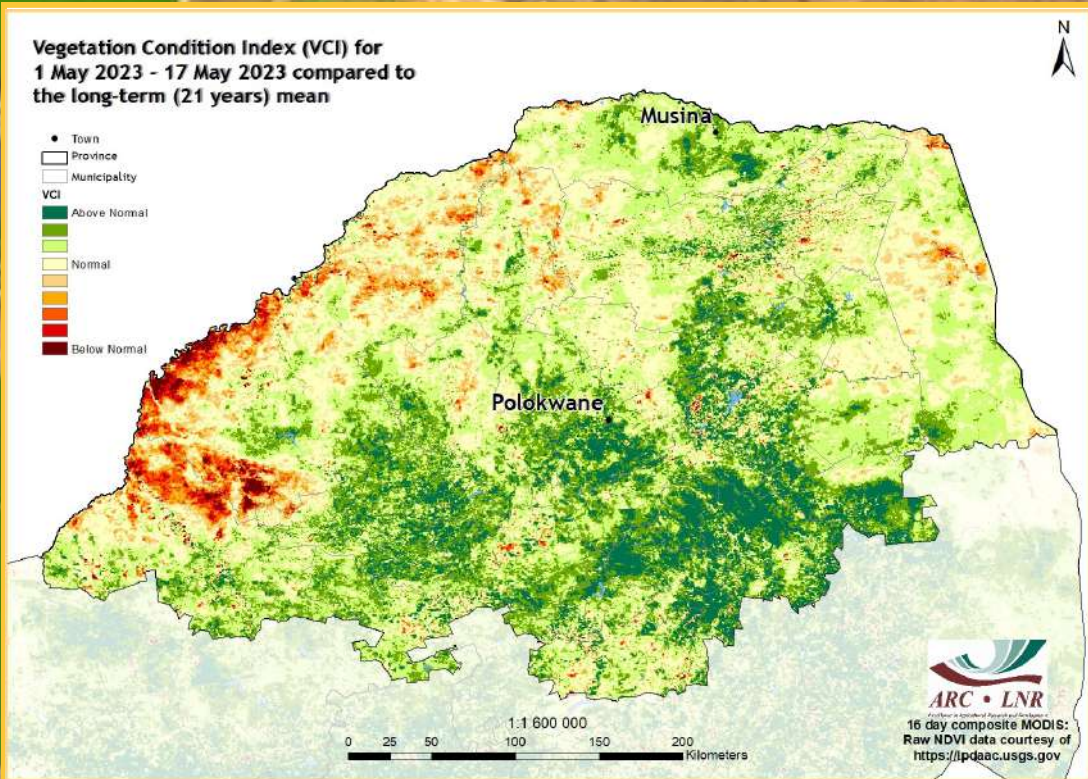 Vegetation Condition Index (VCI) for
1 May 2023 - 17 May 2023 compared to
the long-term (21 years) mean
N
Town
Province
Municipality
VCI
Above Normal
Normal
Below Normal
Musina
Polokwane
1:1 600 000
0 25 50 100 150 200
Kilometers
ARC • LNR
16 day composite MODIS:
Raw NDVI data courtesy of
https://lpdaac.usgs.gov